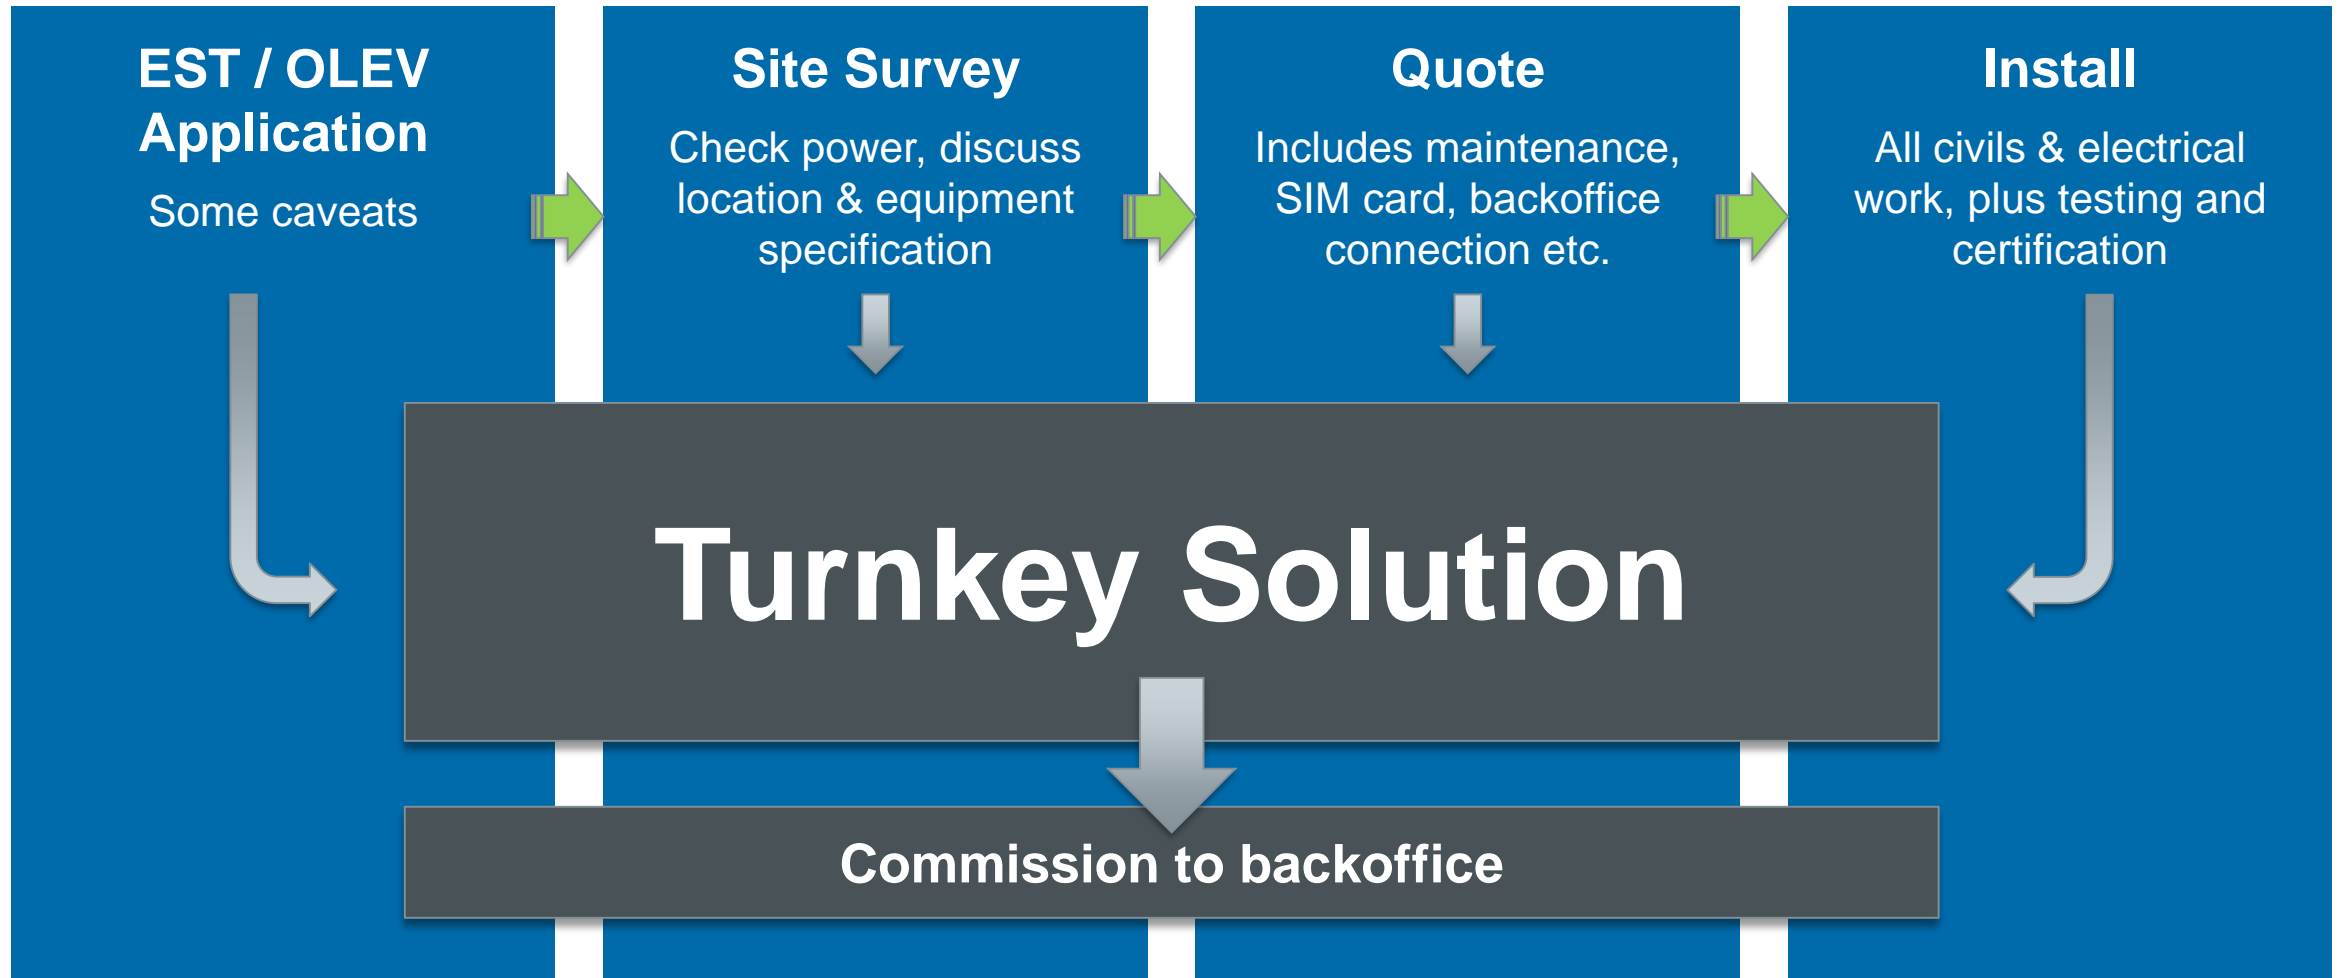 EST / OLEV
Application
Some caveats
Site Survey
Check power, discuss
location & equipment
specification
Quote
Includes maintenance,
SIM card, backoffice
connection etc.
Install
All civils & electrical
work, plus testing and
certification
Turnkey Solution
Commission to backoffice